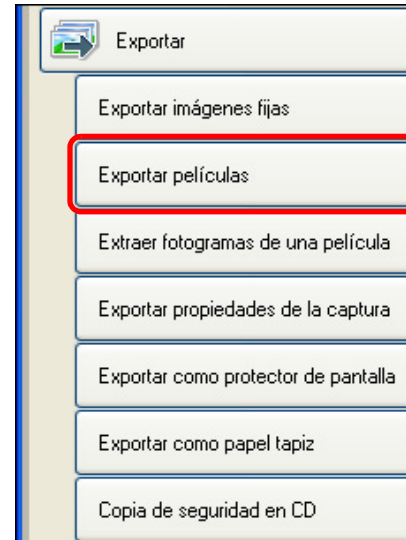 Exportar
Exportar imágenes fijas
Exportar películas
Extraer fotogramas de una película
Exportar propiedades de la captura
Exportar como protector de pantalla
Exportar como papel tapiz
Copia de seguridad en CD